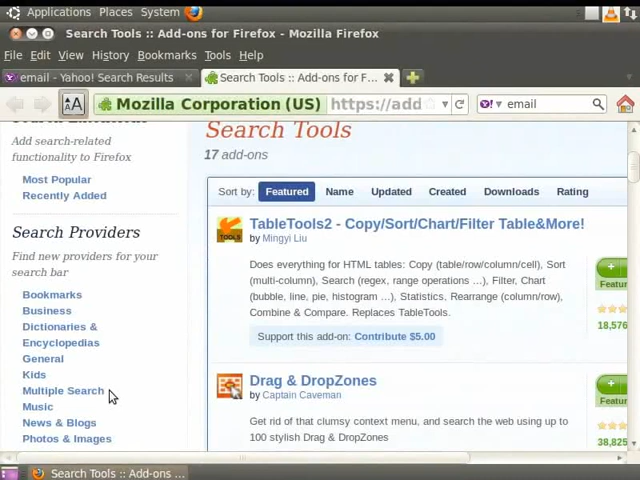 Applications Places System
Search Tools :: Add-ons for Firefox - Mozilla Firefox
File Edit View History Bookmarks Tools Help
email - Yahoo! Search Results
Search Tools :: Add-ons for F...
AA
Mozilla Corporation (US) https://add
email
Add search-related
functionality to Firefox
Most Popular
Recently Added
Search Providers
Find new providers for your
search bar
Bookmarks
Business
Dictionaries &
Encyclopedias
General
Kids
Multiple Search
Music
News & Blogs
Photos & Images
Search Tools
17 add-ons
Sort by: Featured Name Updated Created Downloads Rating
TOOLS
TableTools2 - Copy/Sort/Chart/Filter Table&More!
by Mingyi Liu
Does everything for HTML tables: Copy (table/row/column/cell), Sort
(multi-column), Search (regex, range operations ...), Filter, Chart
(bubble, line, pie, histogram ...), Statistics. Rearrange (column/row),
Combine & Compare. Replaces TableTools.
Support this add-on: Contribute $5.00
Featur
18,576
Drag & DropZones
by Captain Caveman
Get rid of that clumsy context menu, and search the web using up to
100 stylish Drag & DropZones
Featur
38,825
Search Tools :: Add-ons ...